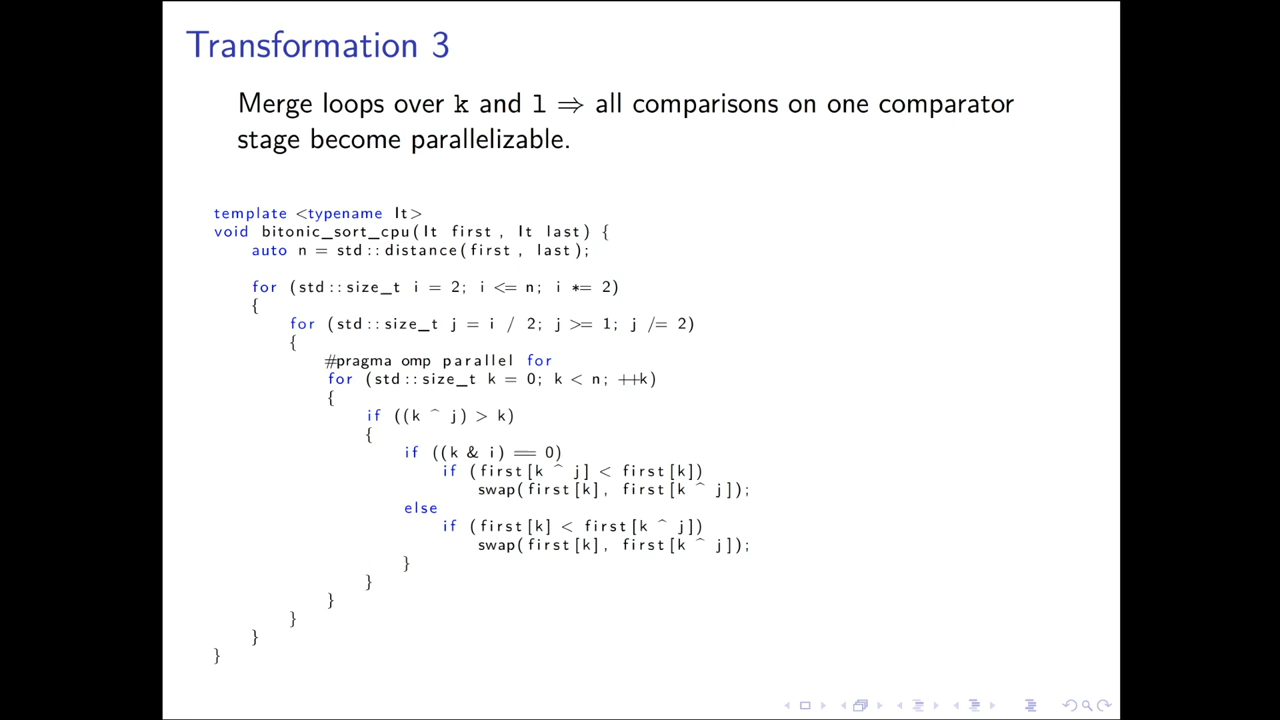 Transformation 3
Merge loops over k and l ⇒ all comparisons on one comparator
stage become parallelizable.
template <typename It>
void bitonic_sort_cpu(It first, It last) {
    auto n = std::distance(first, last);
    for (std::size_t i = 2; i <= n; i *= 2)
    {
        for (std::size_t j = i / 2; j >= 1; j /= 2)
        {
            #pragma omp parallel for
            for (std::size_t k = 0; k < n; ++k)
            {
                if ((k ^ j) > k)
                {
                    if ((k & i) == 0)
                        if (first[k ^ j] < first[k])
                            swap(first[k], first[k ^ j]);
                    else
                        if (first[k] < first[k ^ j])
                            swap(first[k], first[k ^ j]);
                    }
                }
            }
        }
    }
}